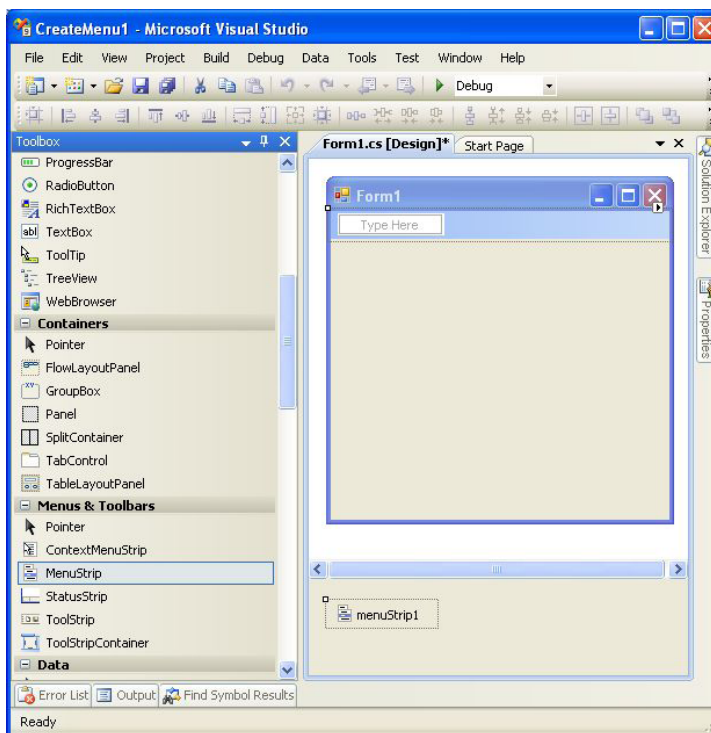 CreateMenu1 - Microsoft Visual Studio
File Edit View Project Build Debug Data Tools Test Window Help
Debug
Toolbox
ProgressBar
RadioButton
RichTextBox
abl TextBox
ToolTip
TreeView
WebBrowser
Containers
Pointer
FlowLayoutPanel
GroupBox
Panel
SplitContainer
TabControl
TableLayoutPanel
Menus & Toolbars
Pointer
ContextMenuStrip
MenuStrip
StatusStrip
ToolStrip
ToolStripContainer
Data
Form1.cs [Design]* Start Page
Form1
Type Here
menuStrip1
Solution Explorer
Properties
Error List Output Find Symbol Results
Ready